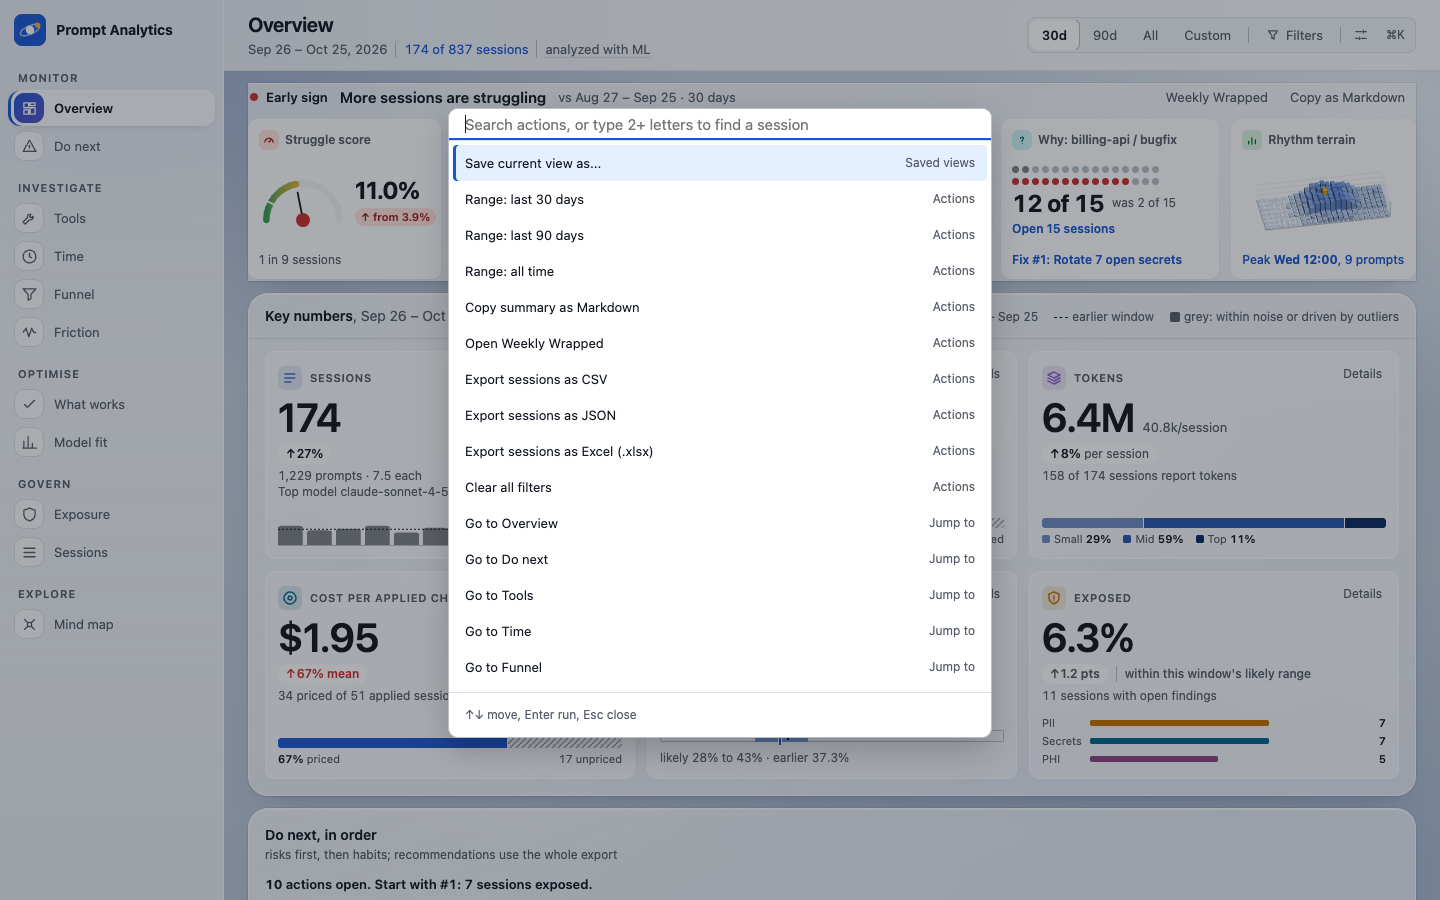 Prompt Analytics
MONITOR
Overview
Do next
INVESTIGATE
Tools
Time
Funnel
Friction
OPTIMISE
What works
Model fit
GOVERN
Exposure
Sessions
EXPLORE
Mind map
Overview
Sep 26 – Oct 25, 2026 174 of 837 sessions analyzed with ML
30d 90d All Custom Filters ⌘K
Early sign More sessions are struggling vs Aug 27 – Sep 25 · 30 days
Weekly Wrapped Copy as Markdown
Struggle score
11.0%
↑ from 3.9%
1 in 9 sessions
Why: billing-api / bugfix
12 of 15 was 2 of 15
Open 15 sessions
Fix #1: Rotate 7 open secrets
Rhythm terrain
Peak Wed 12:00, 9 prompts
Search actions, or type 2+ letters to find a session
Save current view as... Saved views
Range: last 30 days Actions
Range: last 90 days Actions
Range: all time Actions
Copy summary as Markdown Actions
Open Weekly Wrapped Actions
Export sessions as CSV Actions
Export sessions as JSON Actions
Export sessions as Excel (.xlsx) Actions
Clear all filters Actions
Go to Overview Jump to
Go to Do next Jump to
Go to Tools Jump to
Go to Time Jump to
Go to Funnel Jump to
↑↓ move, Enter run, Esc close
Key numbers, Sep 26 – Oct
Sep 25 --- earlier window grey: within noise or driven by outliers
SESSIONS
174
↑27%
1,229 prompts · 7.5 each
Top model claude-sonnet-4-5
TOKENS Details
6.4M 40.8k/session
↑8% per session
158 of 174 sessions report tokens
Small 29% Mid 59% Top 11%
COST PER APPLIED CH
$1.95
↑67% mean
34 priced of 51 applied sessio
67% priced 17 unpriced
likely 28% to 43% · earlier 37.3%
EXPOSED Details
6.3%
↑1.2 pts within this window's likely range
11 sessions with open findings
PII 7
Secrets 7
PHI 5
Do next, in order
risks first, then habits; recommendations use the whole export
10 actions open. Start with #1: 7 sessions exposed.